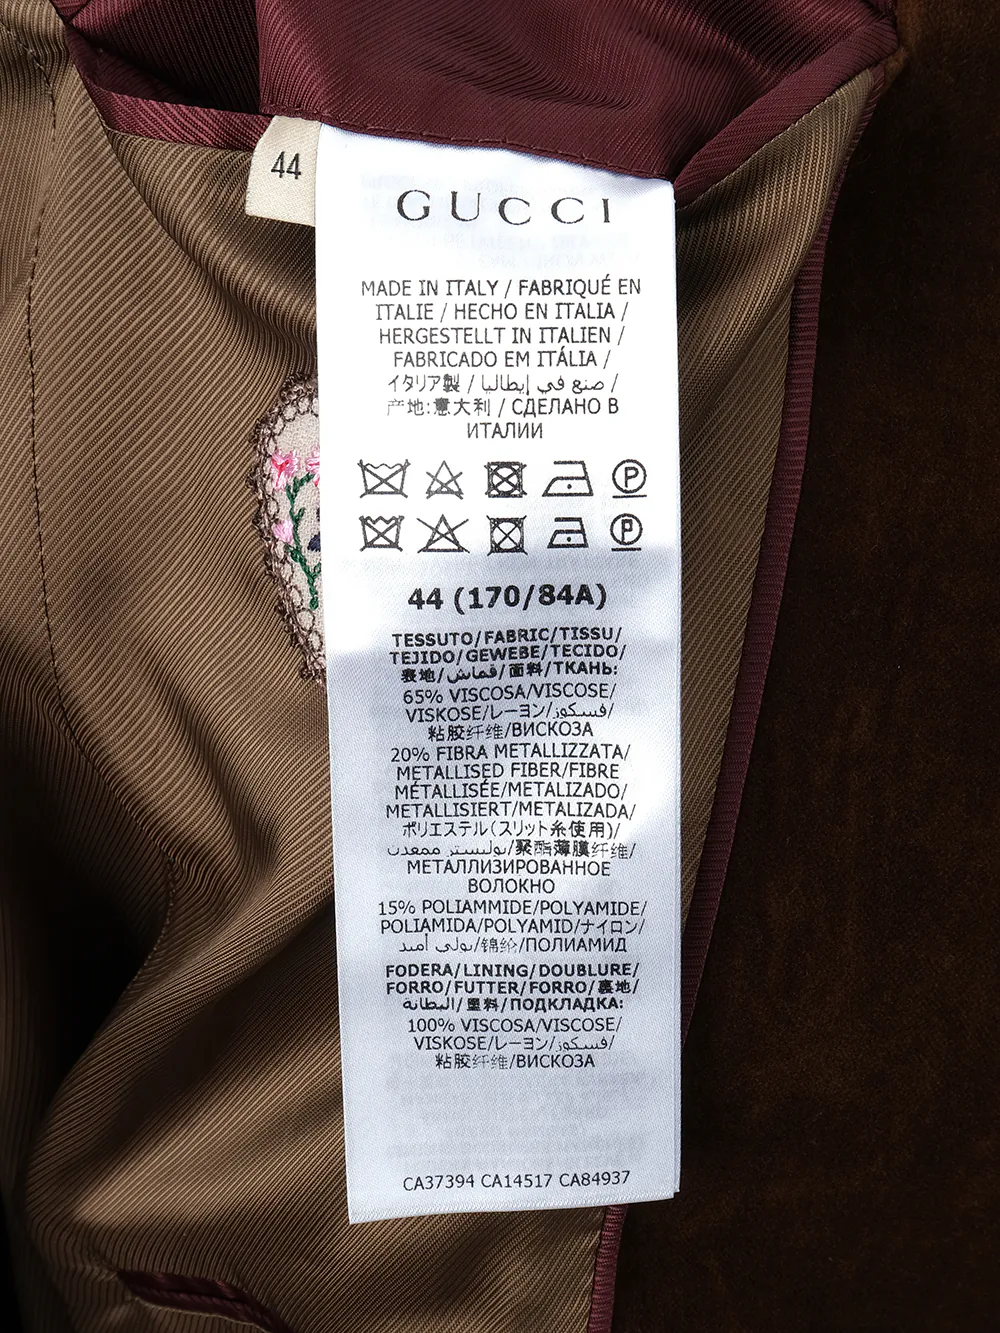 44
GUCCI
MADE IN ITALY / FABRIQUÉ EN
ITALIE / HECHO EN ITALIA /
HERGESTELLT IN ITALIEN /
FABRICADO EM ITÁLIA /
イタリア製 / صنع في إيطاليا /
产地:意大利 / СДЕЛАНО В
ИТАЛИИ
P
P
44 (170/84A)
TESSUTO/FABRIC/TISSU/
TEJIDO/GEWEBE/TECIDO/
表地/قماش/面料/ТКАНЬ:
65% VISCOSA/VISCOSE/
VISKOSE/レーヨン/فسكوز/
粘胶纤维/ВИСКОЗА
20% FIBRA METALLIZZATA/
METALLISED FIBER/FIBRE
MÉTALLISÉE/METALIZADO/
METALLISIERT/METALIZADA/
ポリエステル(スリット糸使用)/
بوليستر ممعدن/聚酯薄膜纤维/
МЕТАЛЛИЗИРОВАННОЕ
ВОЛОКНО
15% POLIAMMIDE/POLYAMIDE/
POLIAMIDA/POLYAMID/ナイロン/
بولي أميد/锦纶/ПОЛИАМИД
FODERA/LINING/DOUBLURE/
FORRO/FUTTER/FORRO/裏地/
البطانة/里料/ПОДКЛАДКА:
100% VISCOSA/VISCOSE/
VISKOSE/レーヨン/فسكوز/
粘胶纤维/ВИСКОЗА
CA37394 CA14517 CA84937